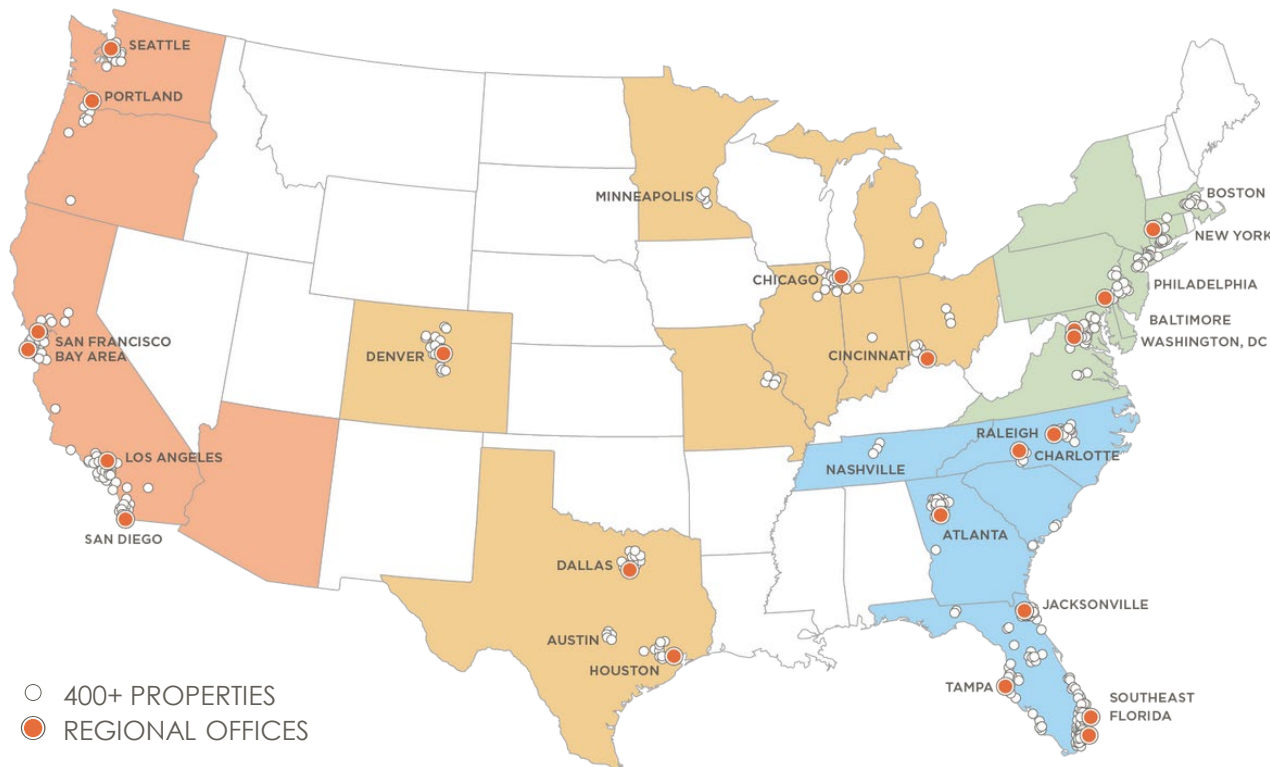 SEATTLE
PORTLAND
MINNEAPOLIS
BOSTON
NEW YORK
CHICAGO
PHILADELPHIA
BALTIMORE
WASHINGTON, DC
SAN FRANCISCO
BAY AREA
DENVER
CINCINNATI
RALEIGH
CHARLOTTE
LOS ANGELES
NASHVILLE
SAN DIEGO
ATLANTA
DALLAS
JACKSONVILLE
AUSTIN
HOUSTON
TAMPA
SOUTHEAST
FLORIDA
400+ PROPERTIES
REGIONAL OFFICES